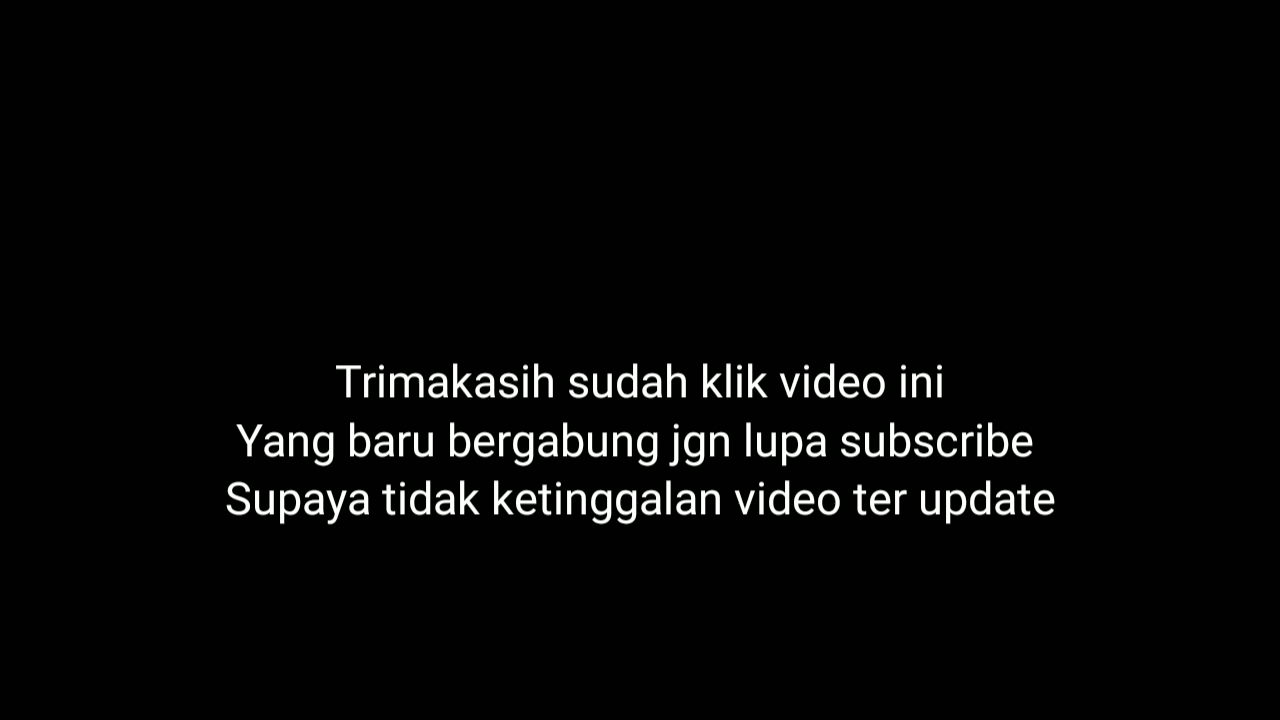 Trimakasih sudah klik video ini
Yang baru bergabung jgn lupa subscribe
Supaya tidak ketinggalan video ter update